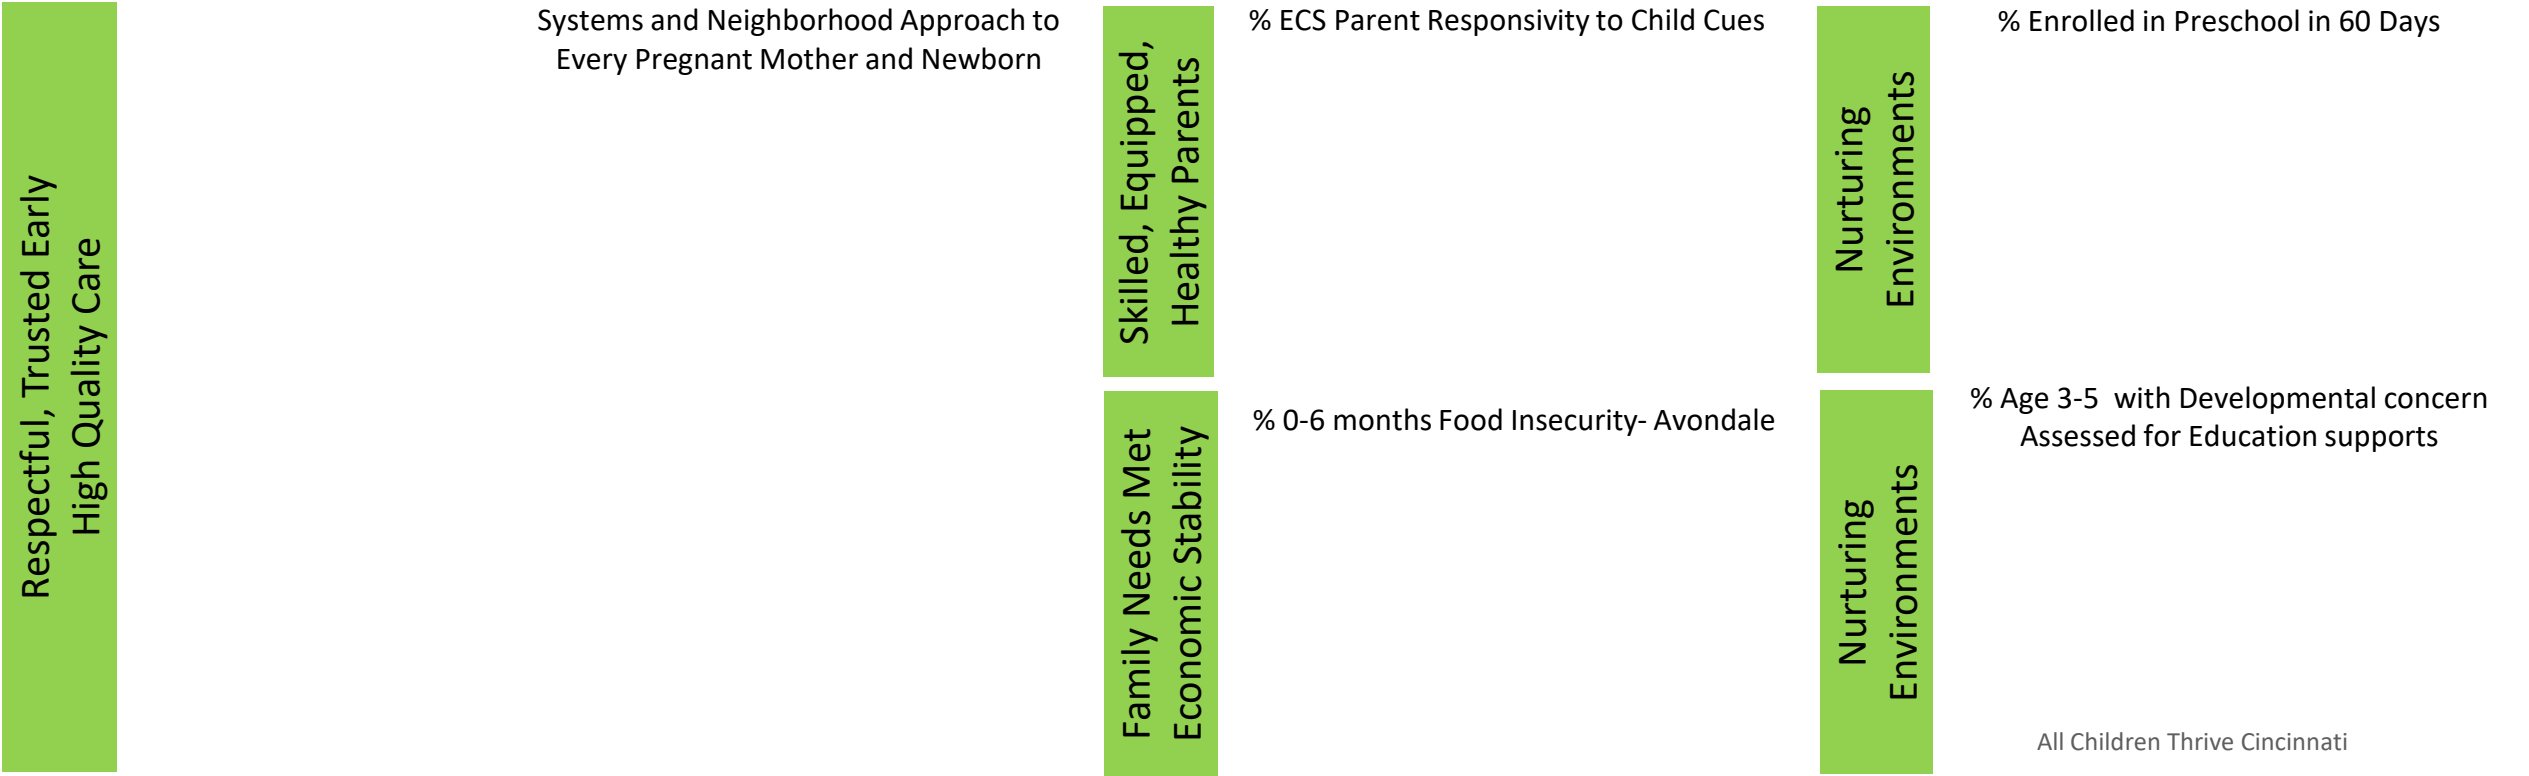 Respectful, Trusted Early
High Quality Care
Systems and Neighborhood Approach to
Every Pregnant Mother and Newborn
Skilled, Equipped,
Healthy Parents
% ECS Parent Responsivity to Child Cues
Family Needs Met
Economic Stability
% 0-6 months Food Insecurity- Avondale
Nurturing
Environments
% Enrolled in Preschool in 60 Days
Nurturing
Environments
% Age 3-5  with Developmental concern
Assessed for Education supports
All Children Thrive Cincinnati